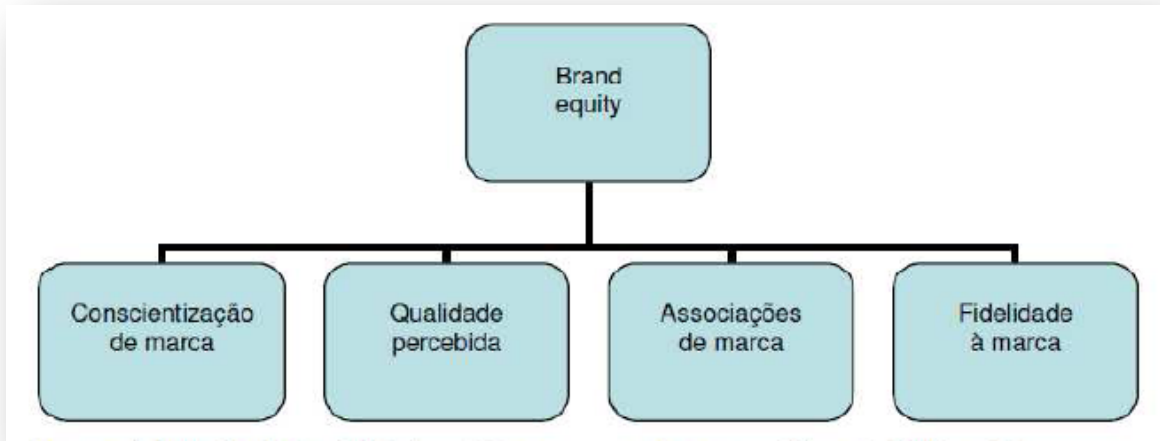 Brand
equity
Conscientização
de marca
Qualidade
percebida
Associações
de marca
Fidelidade
à marca